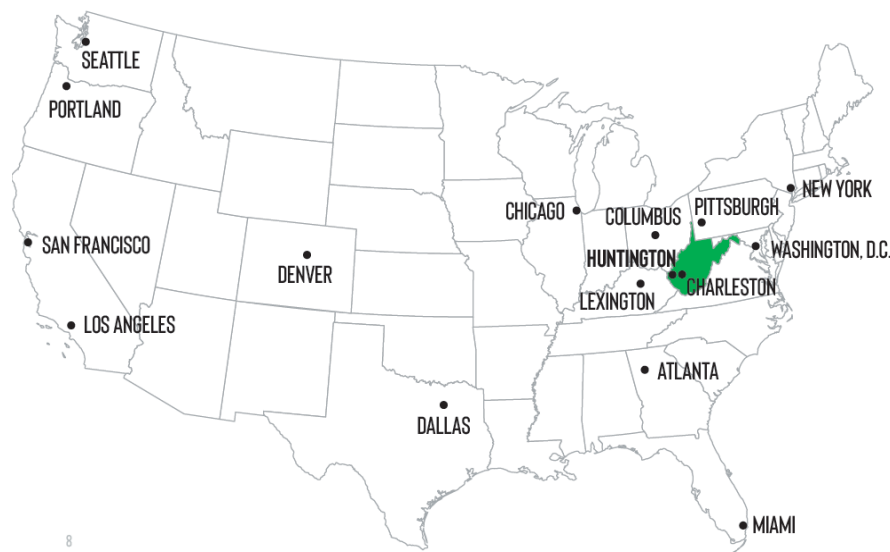 SEATTLE
PORTLAND
NEW YORK
CHICAGO
COLUMBUS
PITTSBURGH
SAN FRANCISCO
WASHINGTON, D.C.
HUNTINGTON
DENVER
CHARLESTON
LEXINGTON
LOS ANGELES
ATLANTA
DALLAS
MIAMI
8